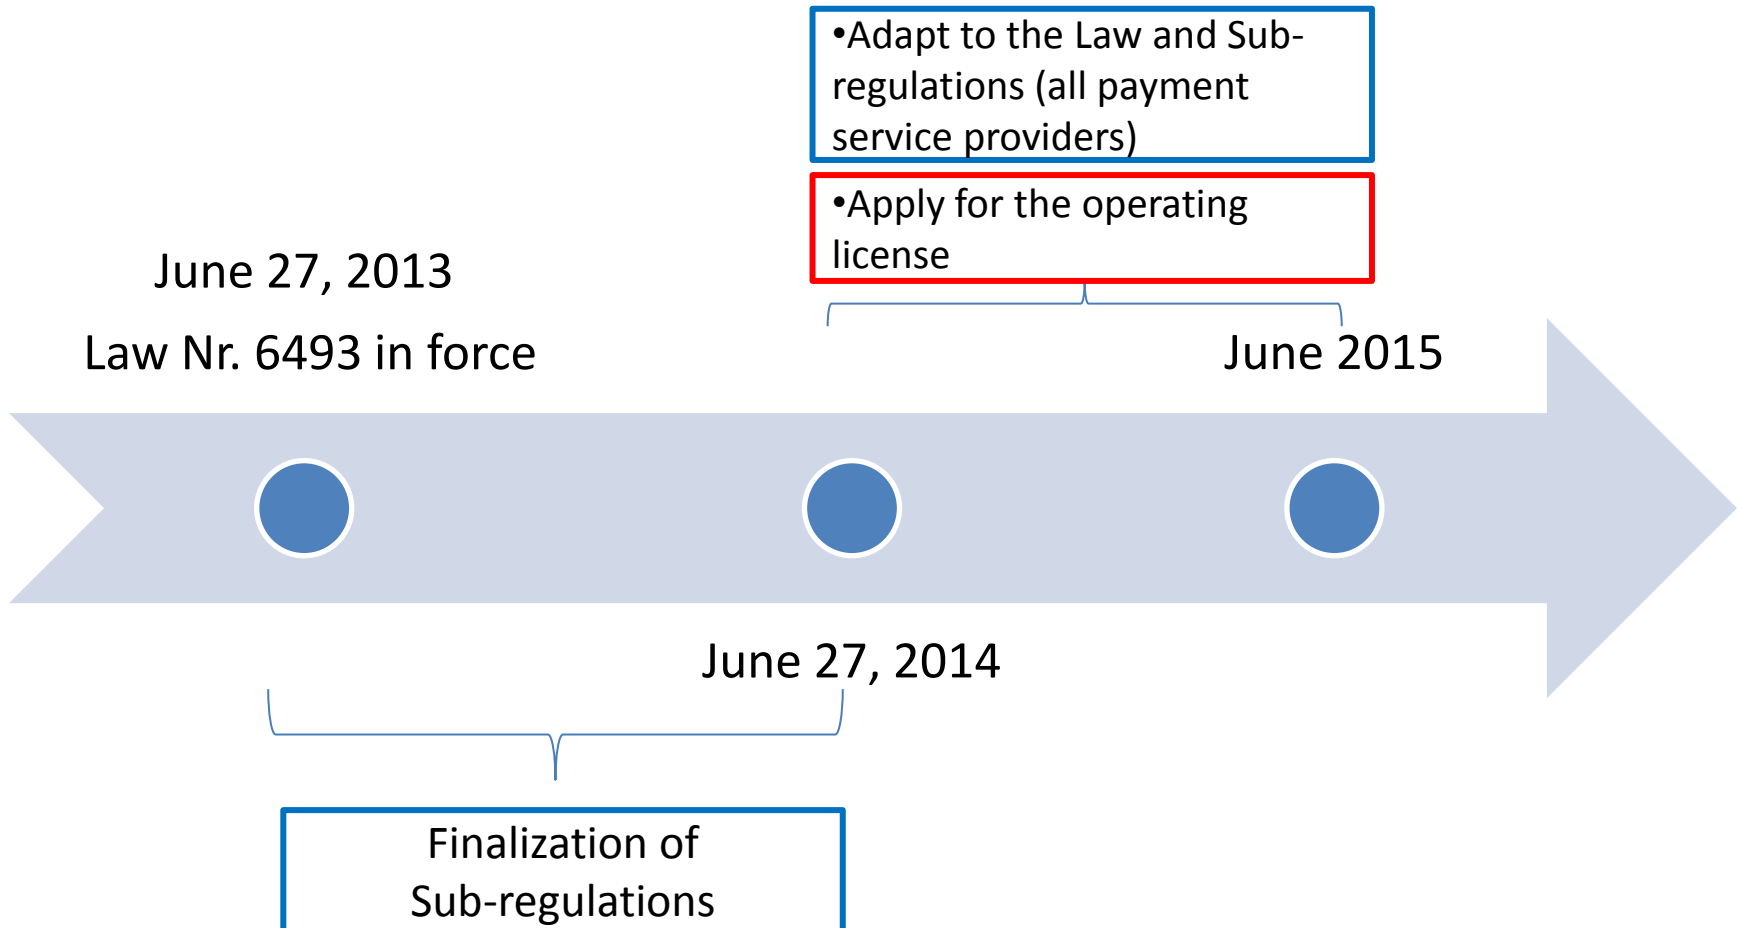 •Adapt to the Law and Sub-
regulations (all payment
service providers)
•Apply for the operating
license
June 27, 2013
Law Nr. 6493 in force
June 2015
June 27, 2014
Finalization of
Sub-regulations